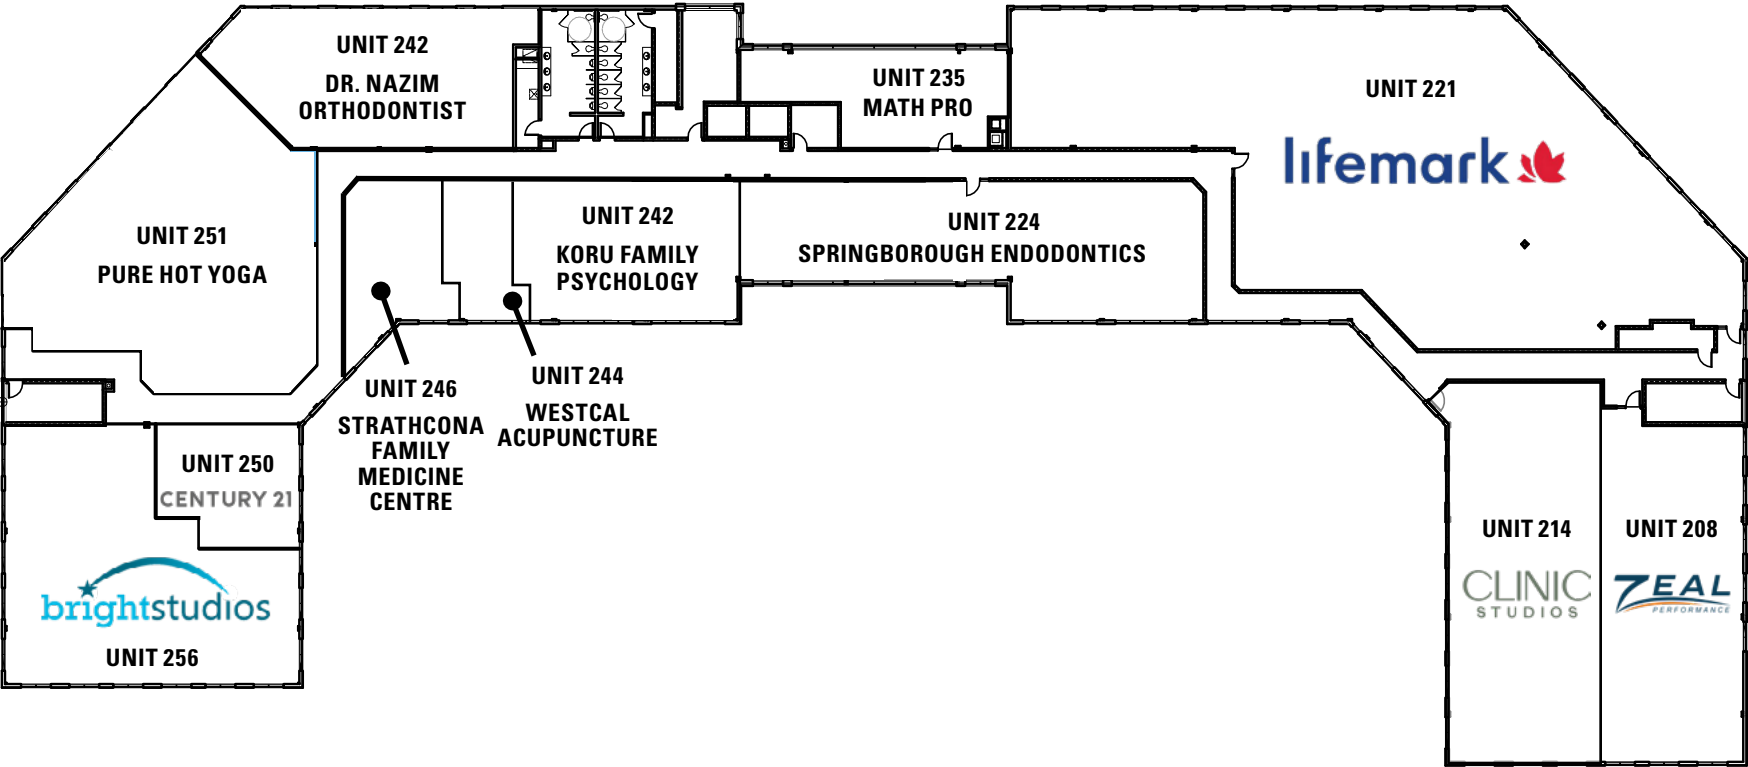 UNIT 242
DR. NAZIM
ORTHODONTIST
UNIT 235
MATH PRO
UNIT 221
lifemark
UNIT 251
PURE HOT YOGA
UNIT 242
KORU FAMILY
PSYCHOLOGY
UNIT 224
SPRINGBOROUGH ENDODONTICS
UNIT 246
STRATHCONA
FAMILY
MEDICINE
CENTRE
UNIT 244
WESTCAL
ACUPUNCTURE
UNIT 250
CENTURY 21
brightstudios
UNIT 256
UNIT 214
CLINIC
STUDIOS
UNIT 208
ZEAL
PERFORMANCE